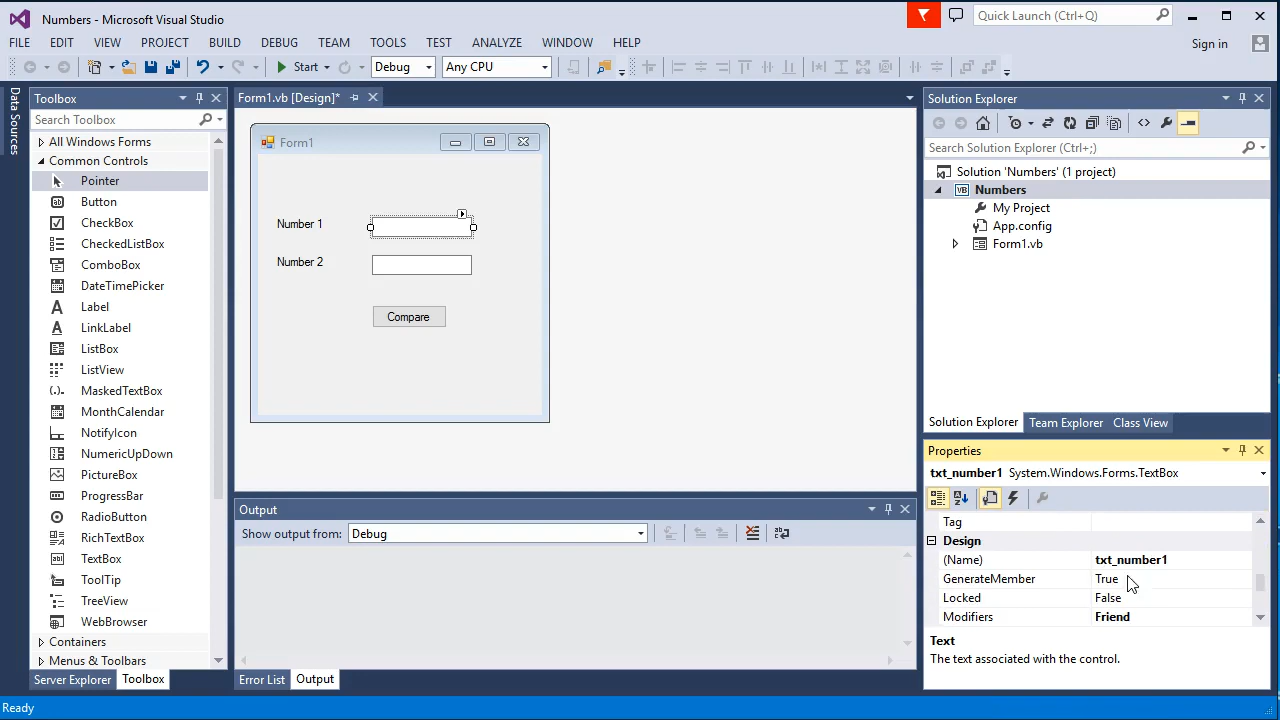 Numbers - Microsoft Visual Studio
Quick Launch (Ctrl+Q)
FILE EDIT VIEW PROJECT BUILD DEBUG TEAM TOOLS TEST ANALYZE WINDOW HELP
Sign in
Start Debug Any CPU
Data Sources
Toolbox
Search Toolbox
All Windows Forms
Common Controls
Pointer
Button
CheckBox
CheckedListBox
ComboBox
DateTimePicker
Label
LinkLabel
ListBox
ListView
MaskedTextBox
MonthCalendar
NotifyIcon
NumericUpDown
PictureBox
ProgressBar
RadioButton
RichTextBox
TextBox
ToolTip
TreeView
WebBrowser
Containers
Menus & Toolbars
Server Explorer Toolbox
Form1.vb [Design]*
Form1
Number 1
Number 2
Compare
Output
Show output from: Debug
Error List Output
Solution Explorer
Search Solution Explorer (Ctrl+;)
Solution 'Numbers' (1 project)
VB Numbers
My Project
App.config
Form1.vb
Solution Explorer Team Explorer Class View
Properties
txt_number1 System.Windows.Forms.TextBox
Tag
Design
(Name) txt_number1
GenerateMember True
Locked False
Modifiers Friend
Text
The text associated with the control.
Ready